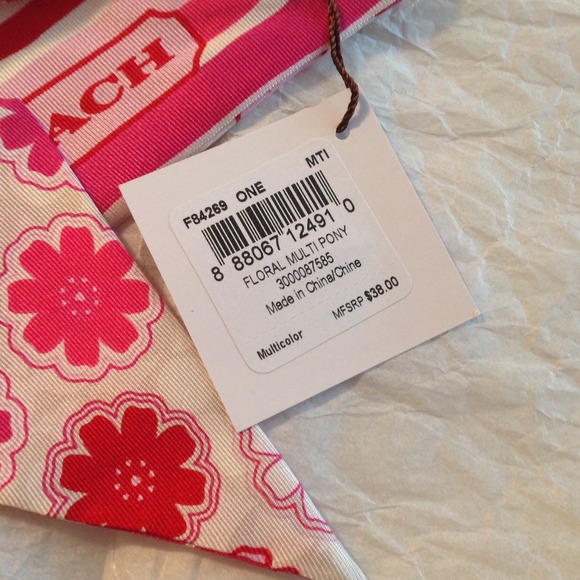 ACH
F84269 ONE MTI
8 88067 12491 0
FLORAL MULTI PONY
3000087585
Made in China/Chine
Multicolor MFSRP $38.00